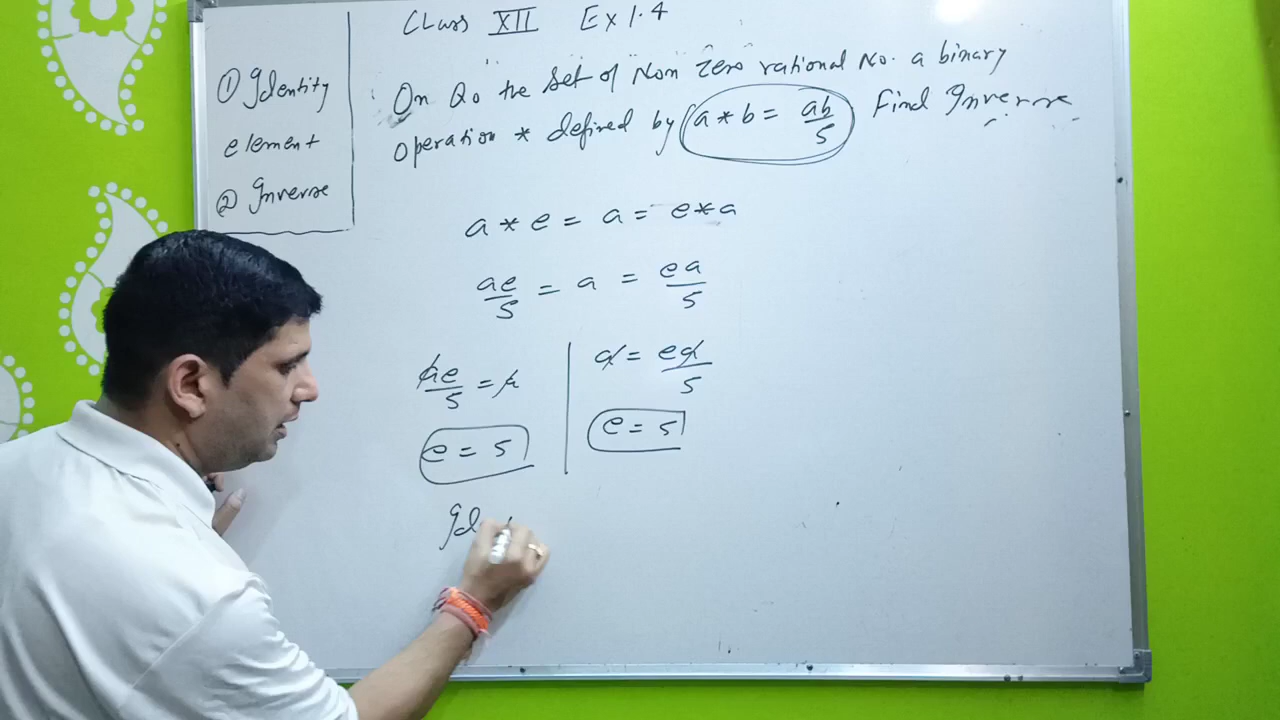 Class XII Ex 1.4
① Identity
element
② Inverse
On Q₀ the set of Non Zero rational No. a binary
operation * defined by a * b = ab/5 Find Inverse
a * e = a = e * a
ae/5 = a = ea/5
ae/5 = a
e = 5
a = ea/5
e = 5
Id